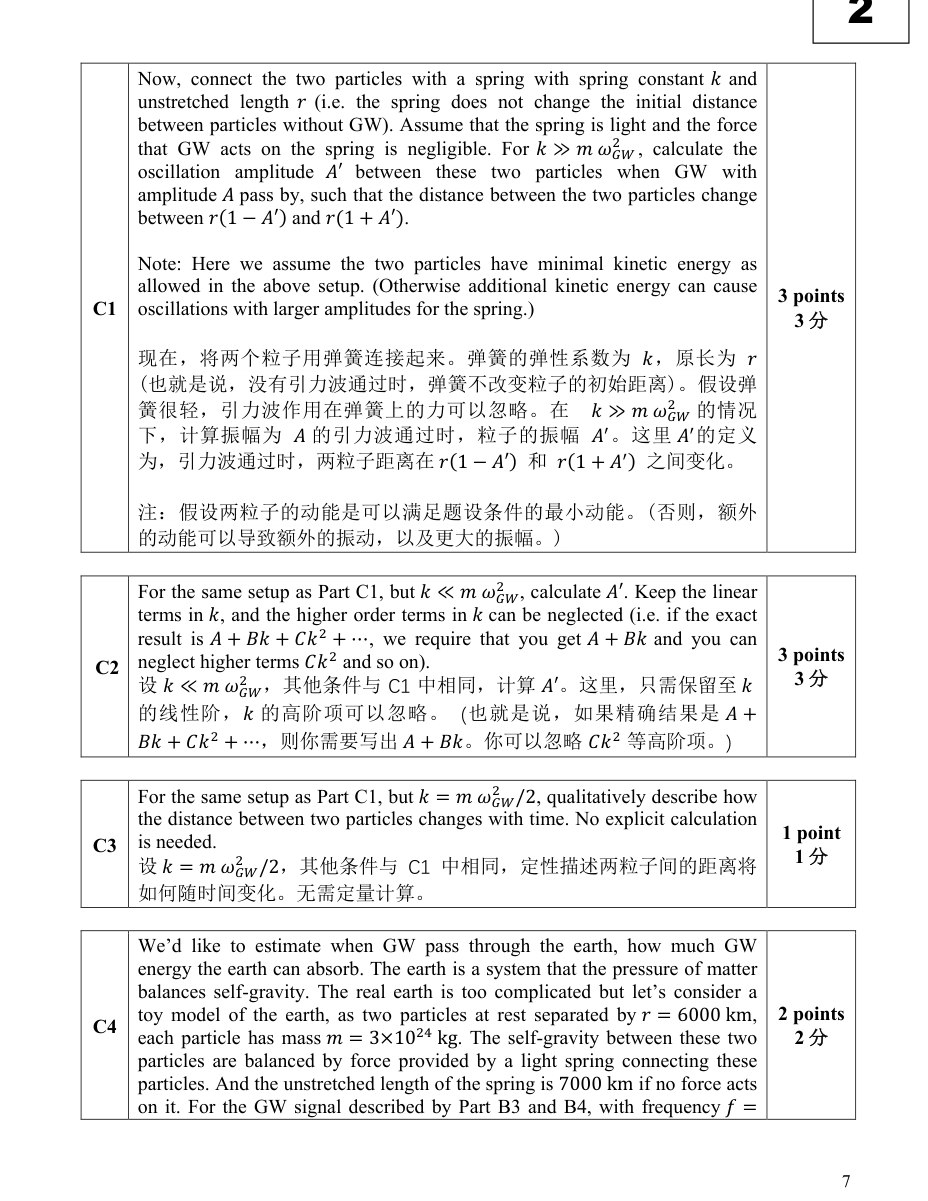 2
Now, connect the two particles with a spring with spring constant 𝑘 and
unstretched length 𝑟 (i.e. the spring does not change the initial distance
between particles without GW). Assume that the spring is light and the force
that GW acts on the spring is negligible. For 𝑘 ≫ 𝑚 𝜔²_GW, calculate the
oscillation amplitude 𝐴′ between these two particles when GW with
amplitude 𝐴 pass by, such that the distance between the two particles change
between 𝑟(1 − 𝐴′) and 𝑟(1 + 𝐴′).
Note: Here we assume the two particles have minimal kinetic energy as
allowed in the above setup. (Otherwise additional kinetic energy can cause
C1 oscillations with larger amplitudes for the spring.)
3 points
3 分
现在，将两个粒子用弹簧连接起来。弹簧的弹性系数为 𝑘，原长为 𝑟
(也就是说，没有引力波通过时，弹簧不改变粒子的初始距离)。假设弹
簧很轻，引力波作用在弹簧上的力可以忽略。在 𝑘 ≫ 𝑚 𝜔²_GW 的情况
下，计算振幅为 𝐴 的引力波通过时，粒子的振幅 𝐴′。这里 𝐴′的定义
为，引力波通过时，两粒子距离在 𝑟(1 − 𝐴′) 和 𝑟(1 + 𝐴′) 之间变化。
注：假设两粒子的动能是可以满足题设条件的最小动能。(否则，额外
的动能可以导致额外的振动，以及更大的振幅。)
For the same setup as Part C1, but 𝑘 ≪ 𝑚 𝜔²_GW, calculate 𝐴′. Keep the linear
terms in 𝑘, and the higher order terms in 𝑘 can be neglected (i.e. if the exact
result is 𝐴 + 𝐵𝑘 + 𝐶𝑘² + ⋯, we require that you get 𝐴 + 𝐵𝑘 and you can
C2 neglect higher terms 𝐶𝑘² and so on).
3 points
3 分
设 𝑘 ≪ 𝑚 𝜔²_GW，其他条件与 C1 中相同，计算 𝐴′。这里，只需保留至 𝑘
的线性阶，𝑘 的高阶项可以忽略。 (也就是说，如果精确结果是 𝐴 +
𝐵𝑘 + 𝐶𝑘² + ⋯，则你需要写出 𝐴 + 𝐵𝑘。你可以忽略 𝐶𝑘² 等高阶项。)
For the same setup as Part C1, but 𝑘 = 𝑚 𝜔²_GW/2, qualitatively describe how
the distance between two particles changes with time. No explicit calculation
C3 is needed.
1 point
1 分
设 𝑘 = 𝑚 𝜔²_GW/2，其他条件与 C1 中相同，定性描述两粒子间的距离将
如何随时间变化。无需定量计算。
We'd like to estimate when GW pass through the earth, how much GW
energy the earth can absorb. The earth is a system that the pressure of matter
balances self-gravity. The real earth is too complicated but let's consider a
toy model of the earth, as two particles at rest separated by 𝑟 = 6000 km,
C4 each particle has mass 𝑚 = 3×10²⁴ kg. The self-gravity between these two
2 points
2 分
particles are balanced by force provided by a light spring connecting these
particles. And the unstretched length of the spring is 7000 km if no force acts
on it. For the GW signal described by Part B3 and B4, with frequency 𝑓 =
7